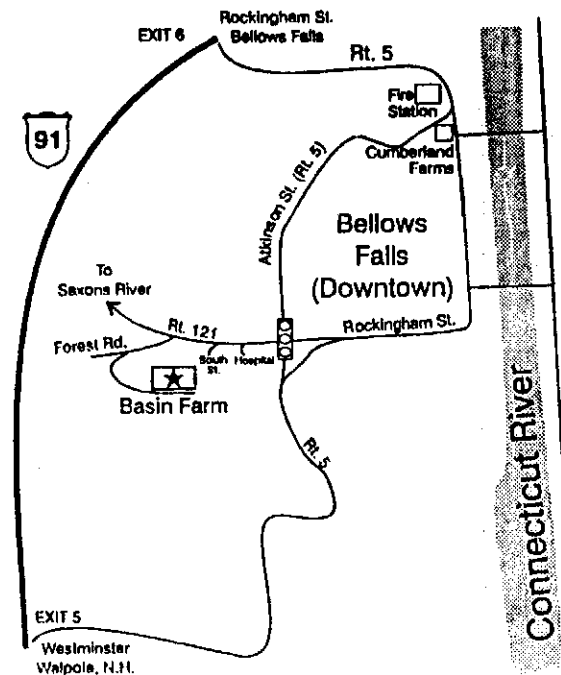 EXIT 6
Rockingham St.
Bellows Falls
Rt. 5
91
Fire
Station
Cumberland
Farms
Atkinson St. (Rt. 5)
Bellows
Falls
(Downtown)
To
Saxons River
Rt. 121
Forest Rd.
South
St.
Hospital
Rockingham St.
Basin Farm
Rt. 5
Connecticut River
EXIT 5
Westminster
Walpole, N.H.